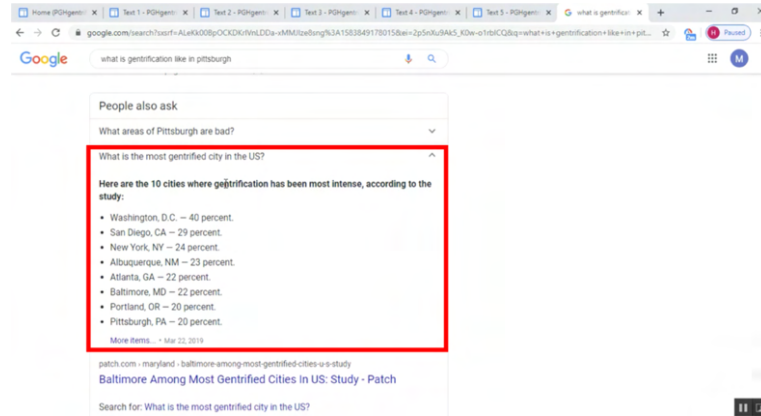 Home (PGHgentri
Text 1 - PGHgentri
Text 2 - PGHgentri
Text 3 - PGHgentri
Text 4 - PGHgentri
Text 5 - PGHgentri
what is gentrificat
Paused
Google
what is gentrification like in pittsburgh
M
People also ask
What areas of Pittsburgh are bad?
What is the most gentrified city in the US?
Here are the 10 cities where gentrification has been most intense, according to the
study:
• Washington, D.C. — 40 percent.
• San Diego, CA — 29 percent.
• New York, NY — 24 percent.
• Albuquerque, NM — 23 percent.
• Atlanta, GA — 22 percent.
• Baltimore, MD — 22 percent.
• Portland, OR — 20 percent.
• Pittsburgh, PA — 20 percent.
More items... • Mar 22, 2019
patch.com › maryland › baltimore-among-most-gentrified-cities-u-s-study
Baltimore Among Most Gentrified Cities In US: Study - Patch
Search for: What is the most gentrified city in the US?